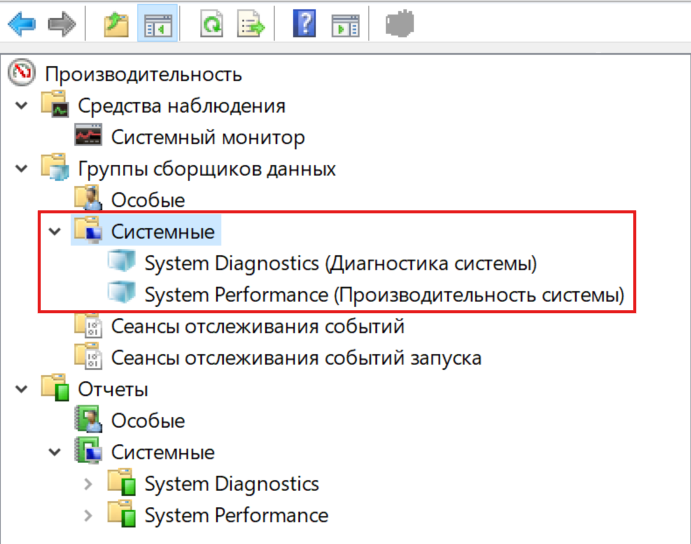 Производительность
Средства наблюдения
Системный монитор
Группы сборщиков данных
Особые
Системные
System Diagnostics (Диагностика системы)
System Performance (Производительность системы)
Сеансы отслеживания событий
Сеансы отслеживания событий запуска
Отчеты
Особые
Системные
System Diagnostics
System Performance